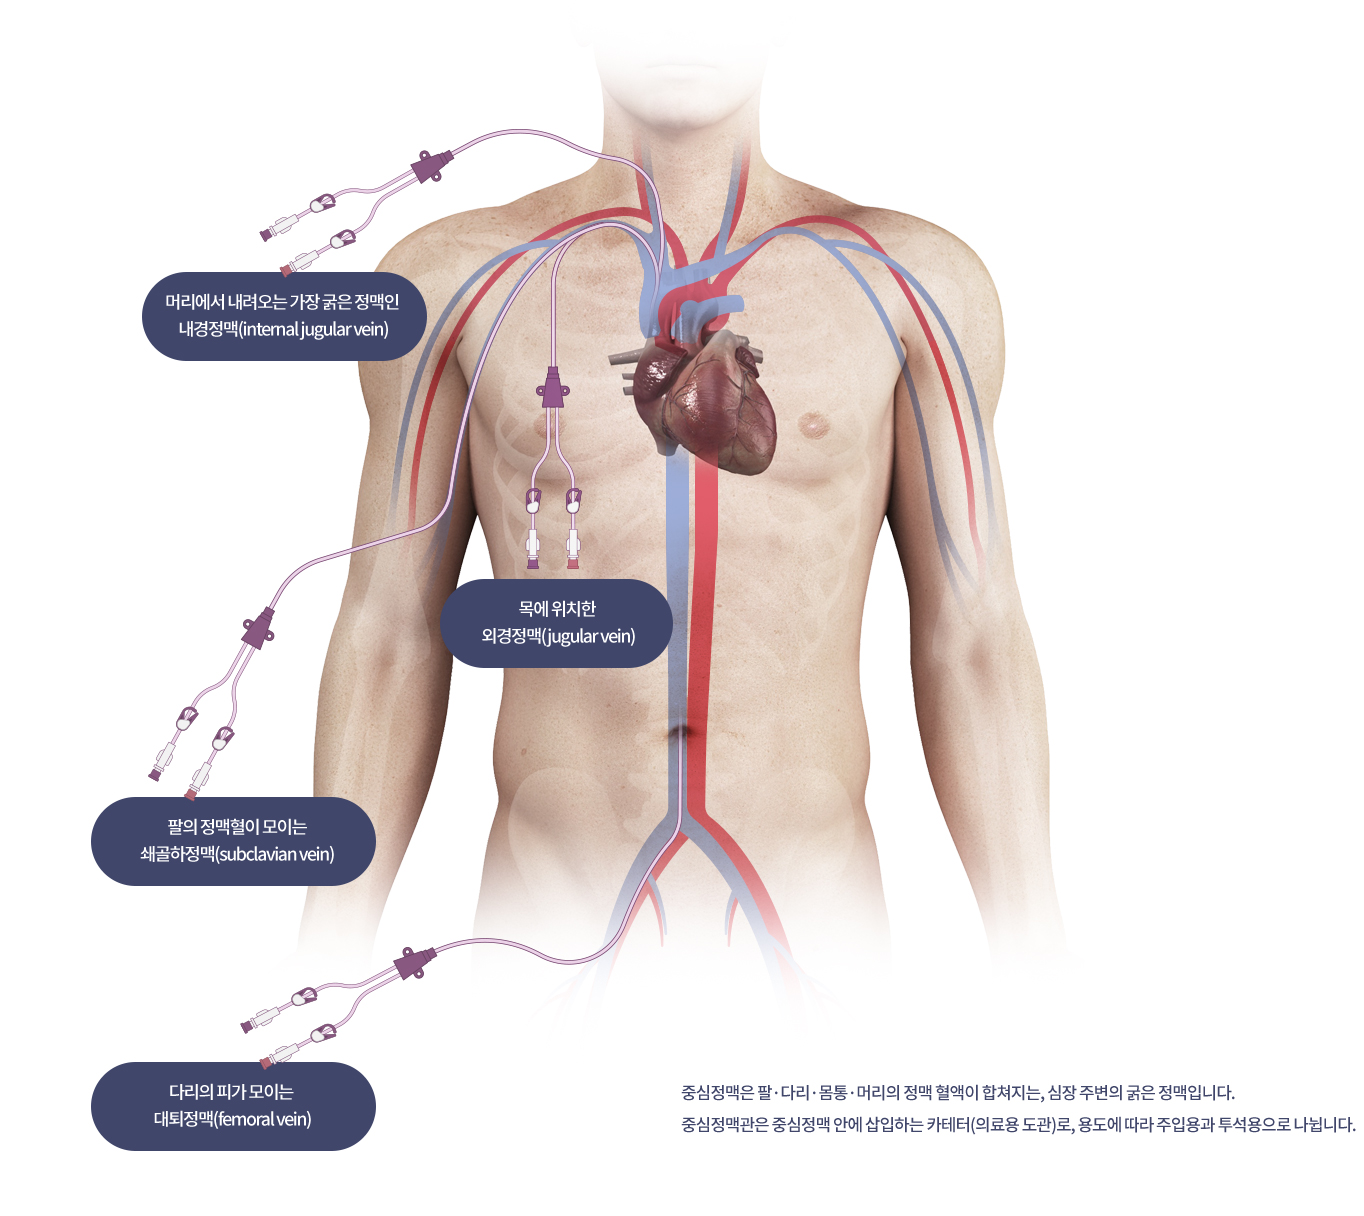 머리에서 내려오는 가장 굵은 정맥인
내경정맥(internal jugular vein)
목에 위치한
외경정맥(jugular vein)
팔의 정맥혈이 모이는
쇄골하정맥(subclavian vein)
다리의 피가 모이는
대퇴정맥(femoral vein)
중심정맥은 팔·다리·몸통·머리의 정맥 혈액이 합쳐지는, 심장 주변의 굵은 정맥입니다.
중심정맥관은 중심정맥 안에 삽입하는 카테터(의료용 도관)로, 용도에 따라 주입용과 투석용으로 나뉩니다.